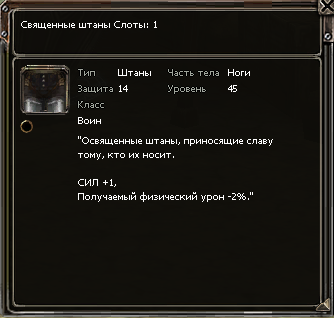 Священные штаны Слоты: 1
Тип Штаны Часть тела Ноги
Защита 14 Уровень 45
Класс
Воин
"Освященные штаны, приносящие славу
тому, кто их носит.
СИЛ +1,
Получаемый физический урон -2%."